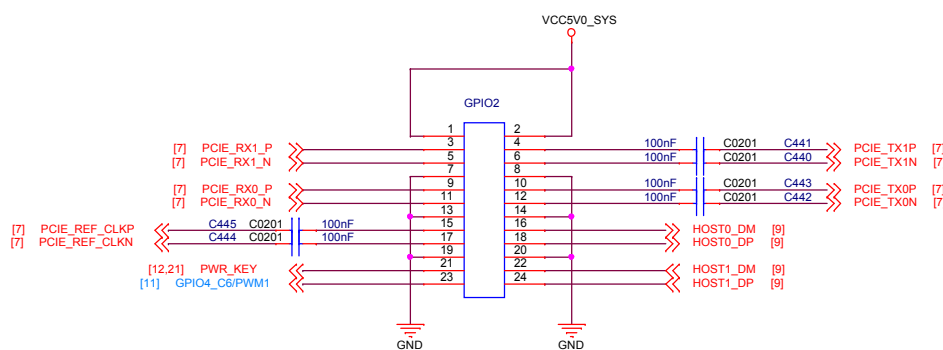 VCC5V0_SYS
GPIO2
1 2
[7] PCIE_RX1_P 3 4 100nF C0201 C441 PCIE_TX1P [7]
[7] PCIE_RX1_N 5 6 100nF C0201 C440 PCIE_TX1N [7]
7 8
[7] PCIE_RX0_P 9 10 100nF C0201 C443 PCIE_TX0P [7]
[7] PCIE_RX0_N 11 12 100nF C0201 C442 PCIE_TX0N [7]
13 14
[7] PCIE_REF_CLKP C445 C0201 100nF 15 16 HOST0_DM [9]
[7] PCIE_REF_CLKN C444 C0201 100nF 17 18 HOST0_DP [9]
19 20
[12,21] PWR_KEY 21 22 HOST1_DM [9]
[11] GPIO4_C6/PWM1 23 24 HOST1_DP [9]
GND GND